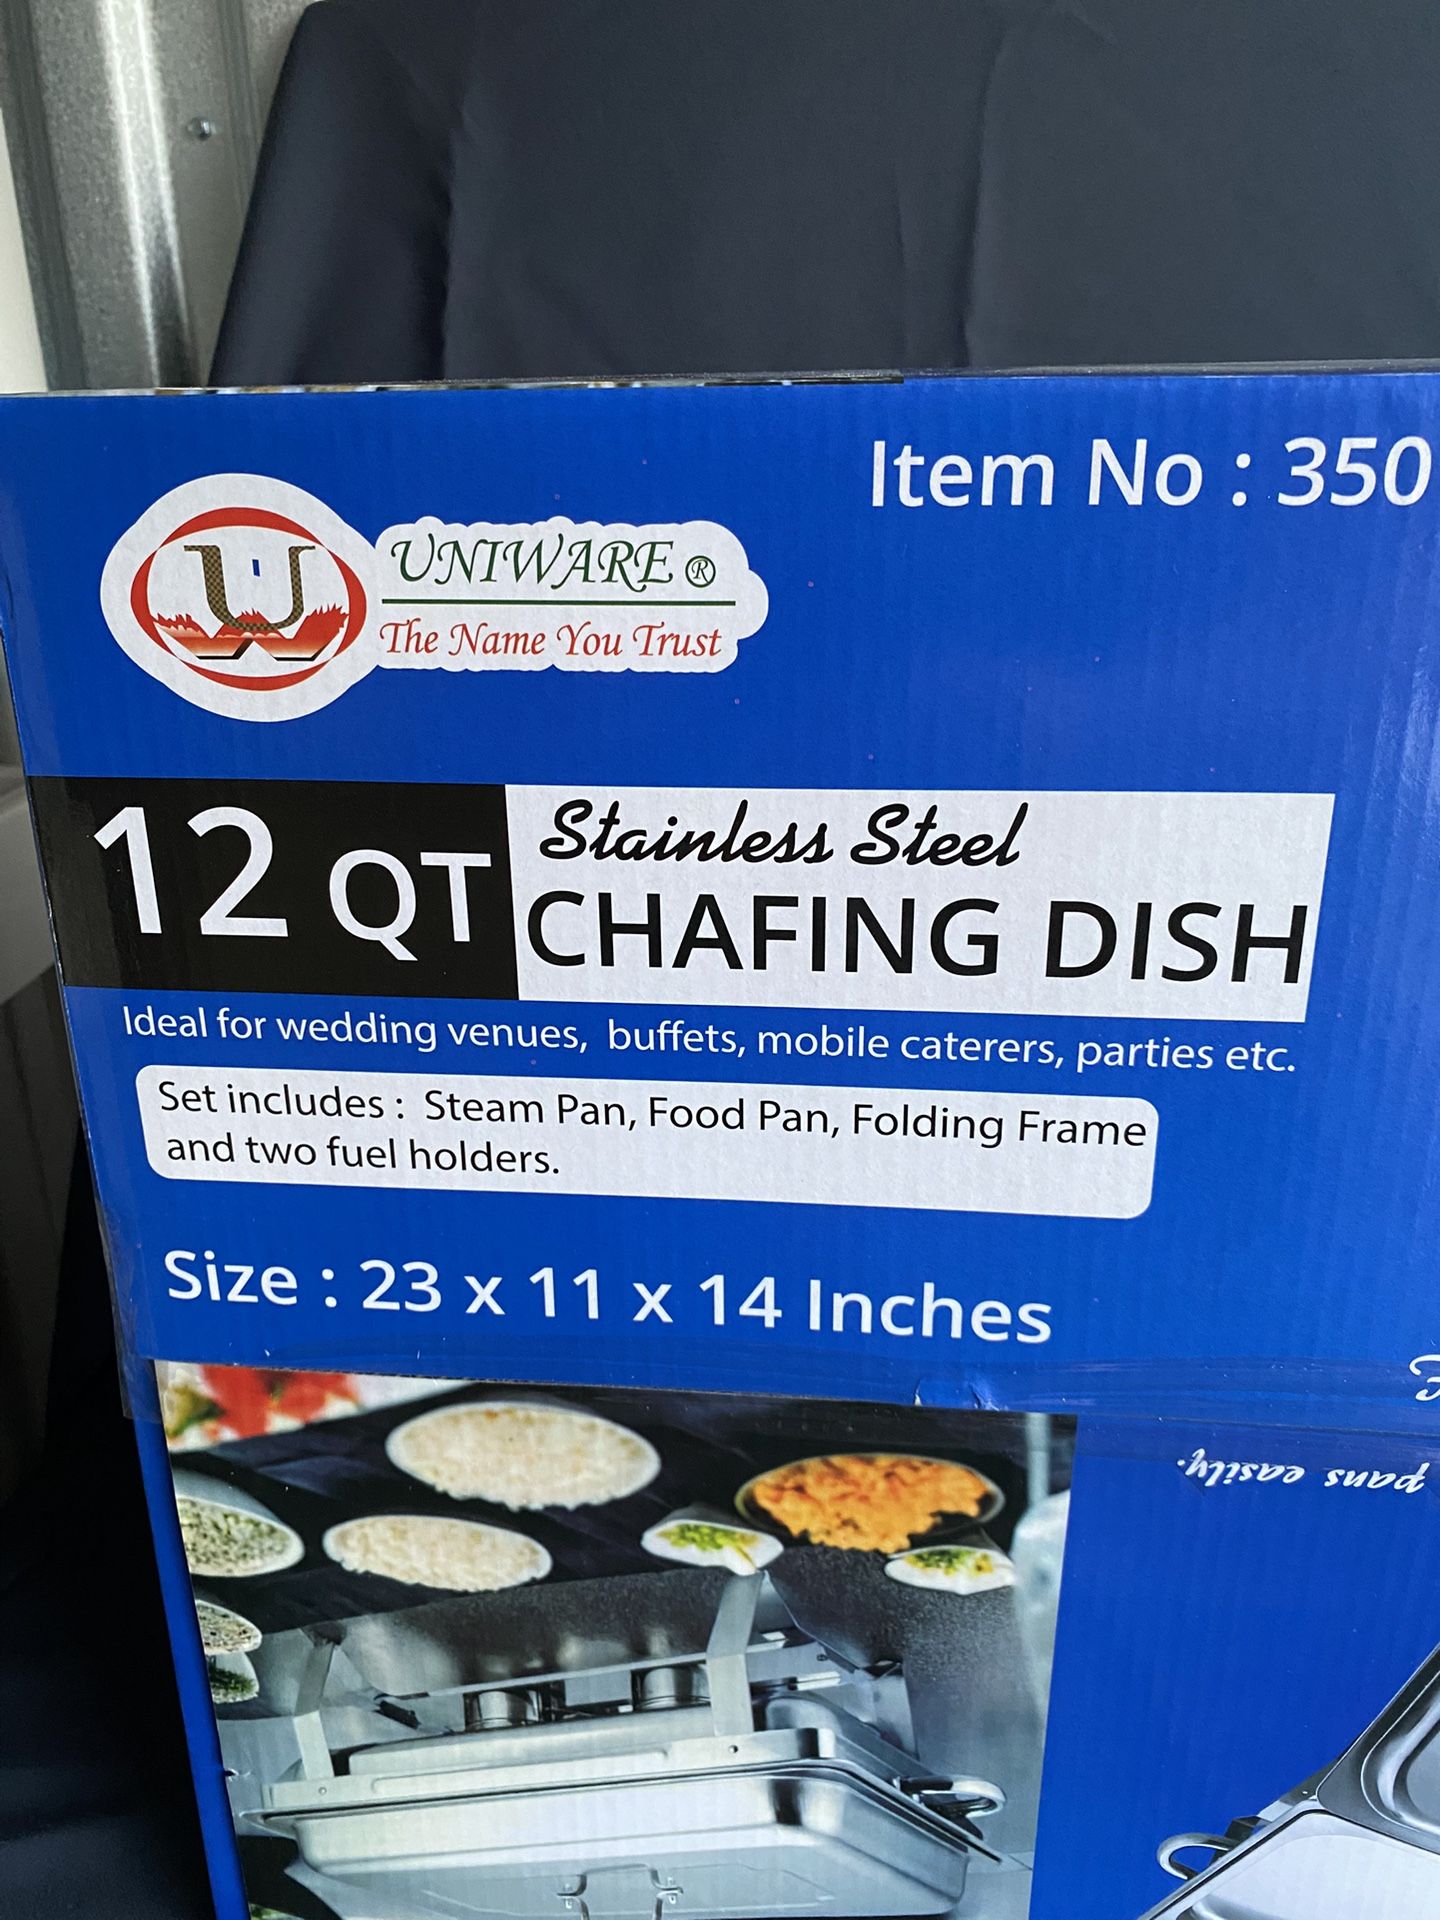 Item No : 350
UNIWARE ®
The Name You Trust
12 QT
Stainless Steel
CHAFING DISH
Ideal for wedding venues, buffets, mobile caterers, parties etc.
Set includes : Steam Pan, Food Pan, Folding Frame
and two fuel holders.
Size : 23 x 11 x 14 Inches
pans easily.